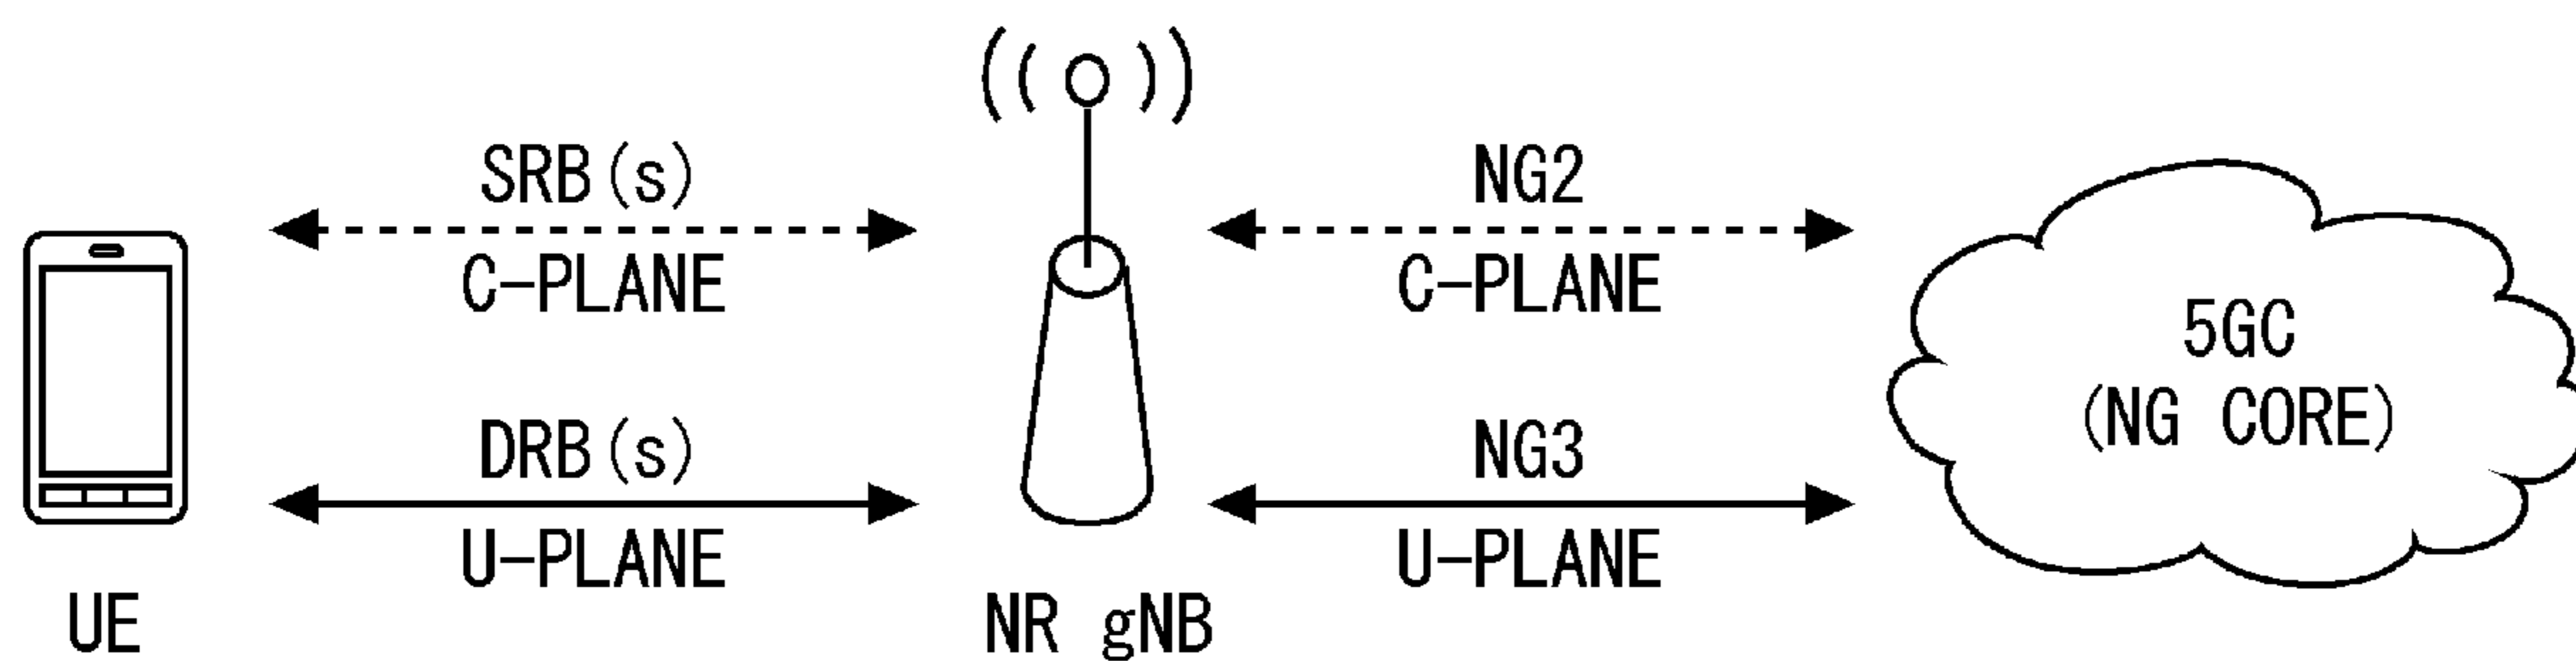 SRB(s)
C-PLANE
NG2
C-PLANE
5GC
(NG CORE)
DRB(s)
U-PLANE
NG3
U-PLANE
UE
NR gNB